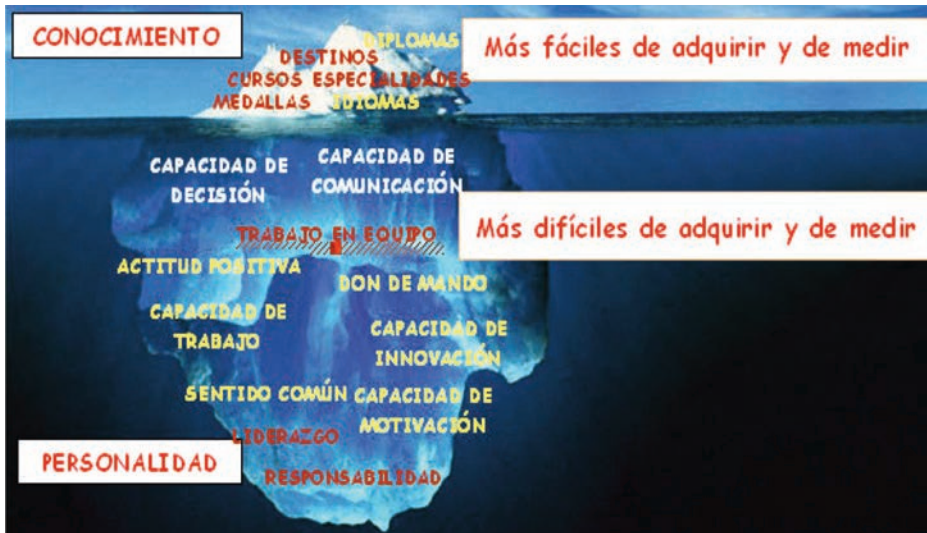 CONOCIMIENTO
DIPLOMAS
Más fáciles de adquirir y de medir
DESTINOS
CURSOS ESPECIALIDADES
MEDALLAS IDIOMAS
CAPACIDAD DE
DECISIÓN
CAPACIDAD DE
COMUNICACIÓN
Más difíciles de adquirir y de medir
TRABAJO EN EQUIPO
ACTITUD POSITIVA
DON DE MANDO
CAPACIDAD DE
TRABAJO
CAPACIDAD DE
INNOVACIÓN
SENTIDO COMÚN
CAPACIDAD DE
MOTIVACIÓN
LIDERAZGO
PERSONALIDAD
RESPONSABILIDAD